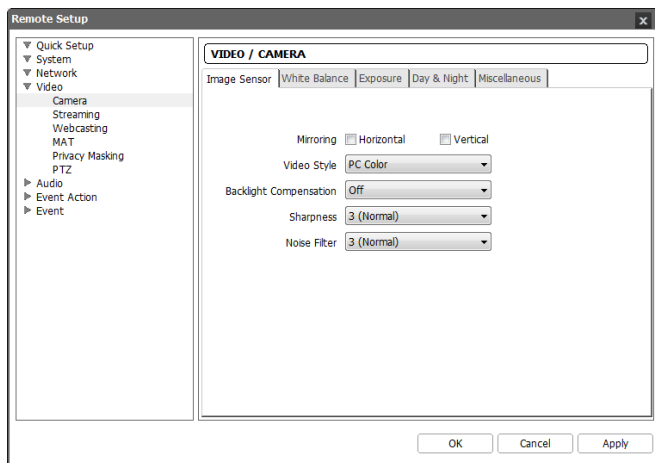 Remote Setup
x
Quick Setup
System
Network
Video
Camera
Streaming
Webcasting
MAT
Privacy Masking
PTZ
Audio
Event Action
Event
VIDEO / CAMERA
Image Sensor White Balance Exposure Day & Night Miscellaneous
Mirroring Horizontal Vertical
Video Style PC Color
Backlight Compensation Off
Sharpness 3 (Normal)
Noise Filter 3 (Normal)
OK Cancel Apply